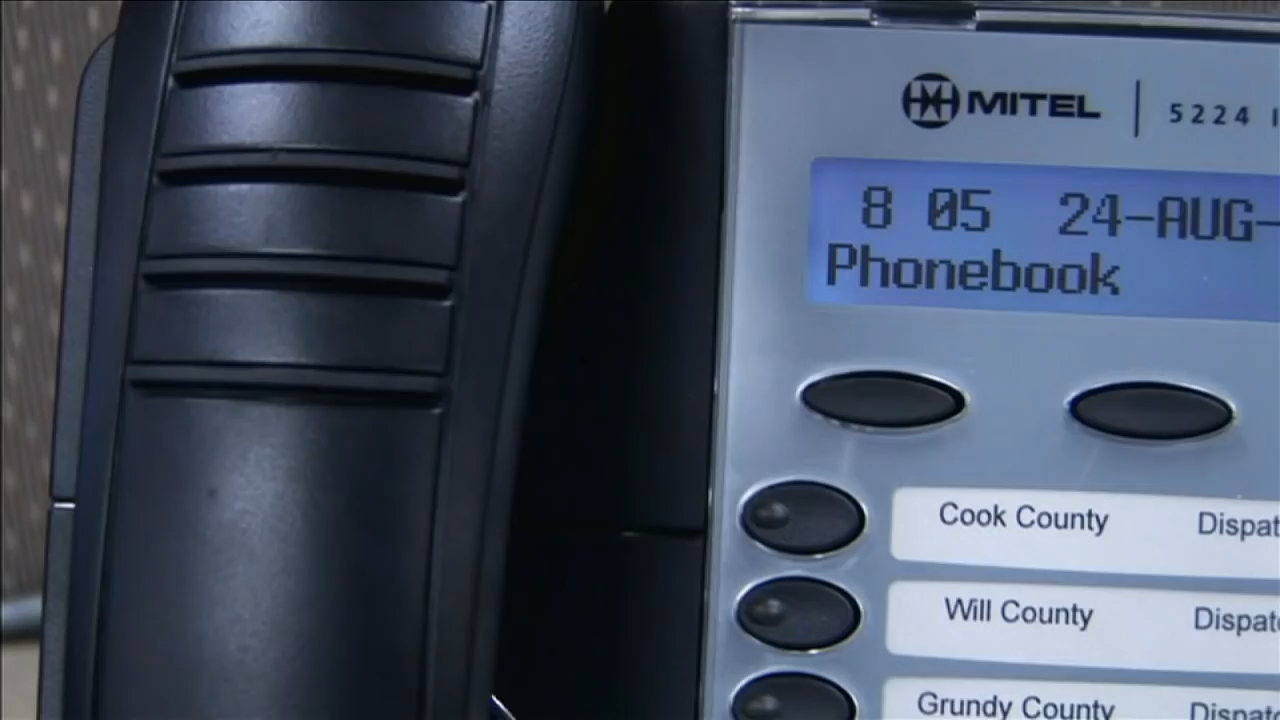 MITEL | 5224
8 05 24-AUG-
Phonebook
Cook County
Will County
Grundy County